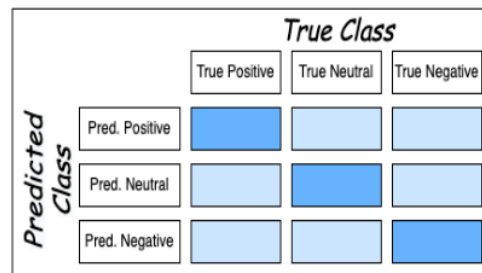 True Class
True Positive True Neutral True Negative
Predicted
Class
Pred. Positive
Pred. Neutral
Pred. Negative